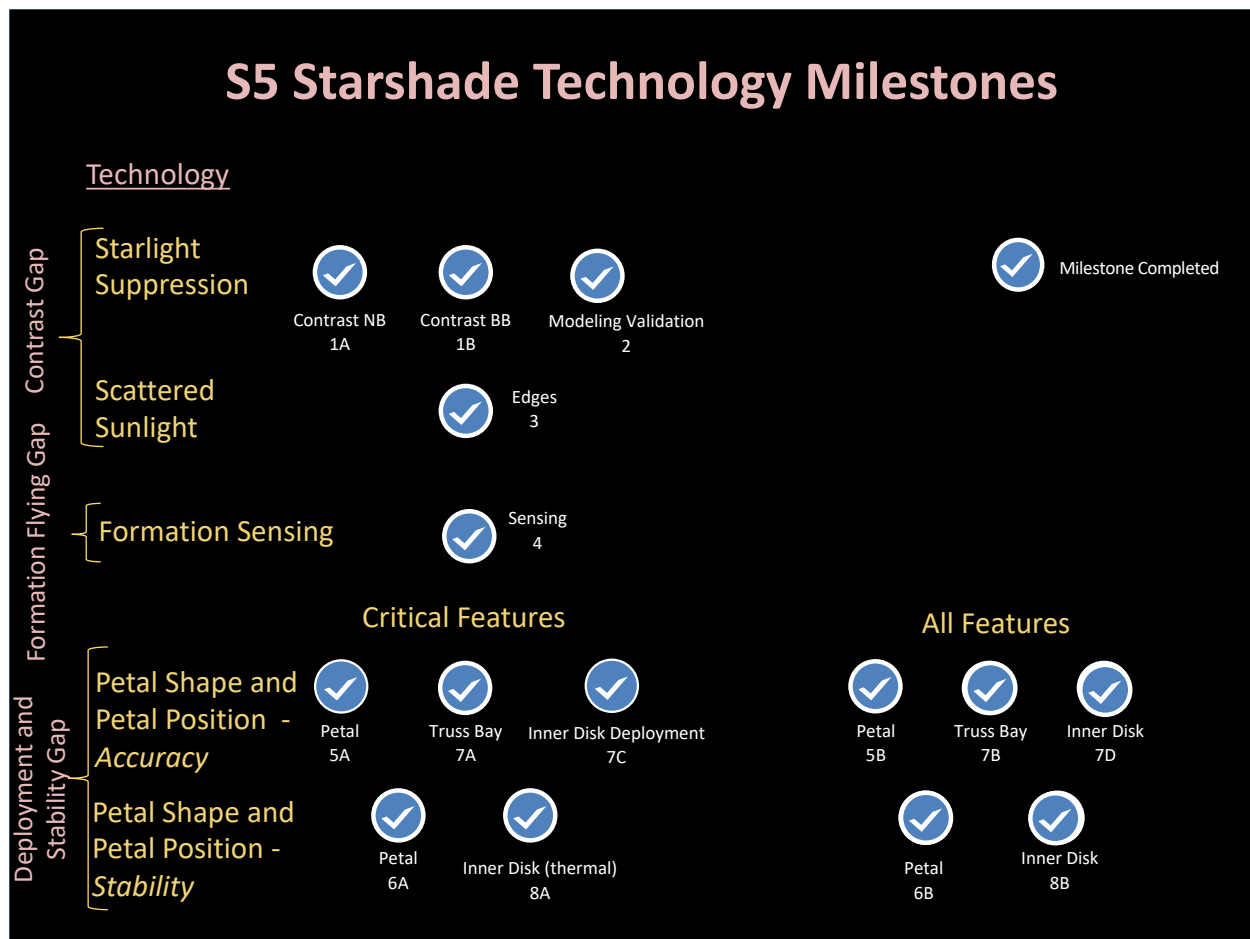 S5 Starshade Technology Milestones
Technology
Contrast Gap
Starlight
Suppression
Contrast NB
1A
Contrast BB
1B
Modeling Validation
2
Milestone Completed
Scattered
Sunlight
Edges
3
Formation Flying Gap
Formation Sensing
Sensing
4
Critical Features
All Features
Deployment and
Stability Gap
Petal Shape and
Petal Position -
Accuracy
Petal
5A
Truss Bay
7A
Inner Disk Deployment
7C
Petal
5B
Truss Bay
7B
Inner Disk
7D
Petal Shape and
Petal Position -
Stability
Petal
6A
Inner Disk (thermal)
8A
Petal
6B
Inner Disk
8B